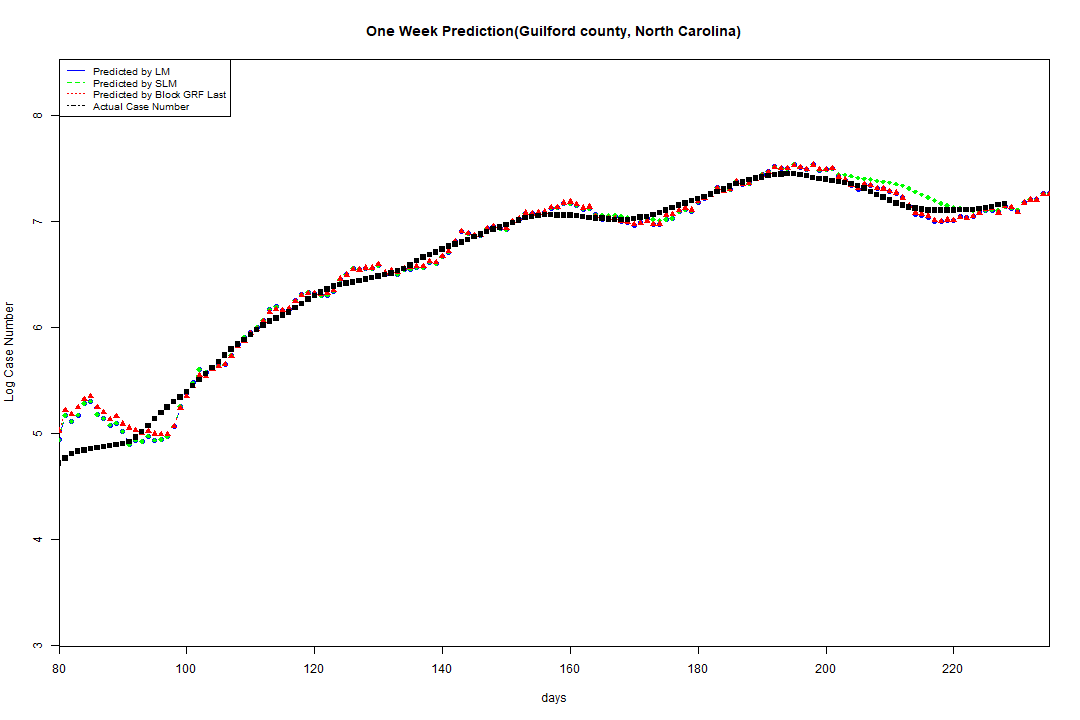 One Week Prediction(Guilford county, North Carolina)
Predicted by LM
Predicted by SLM
Predicted by Block GRF Last
Actual Case Number
8
7
6
5
4
3
Log Case Number
80 100 120 140 160 180 200 220
days